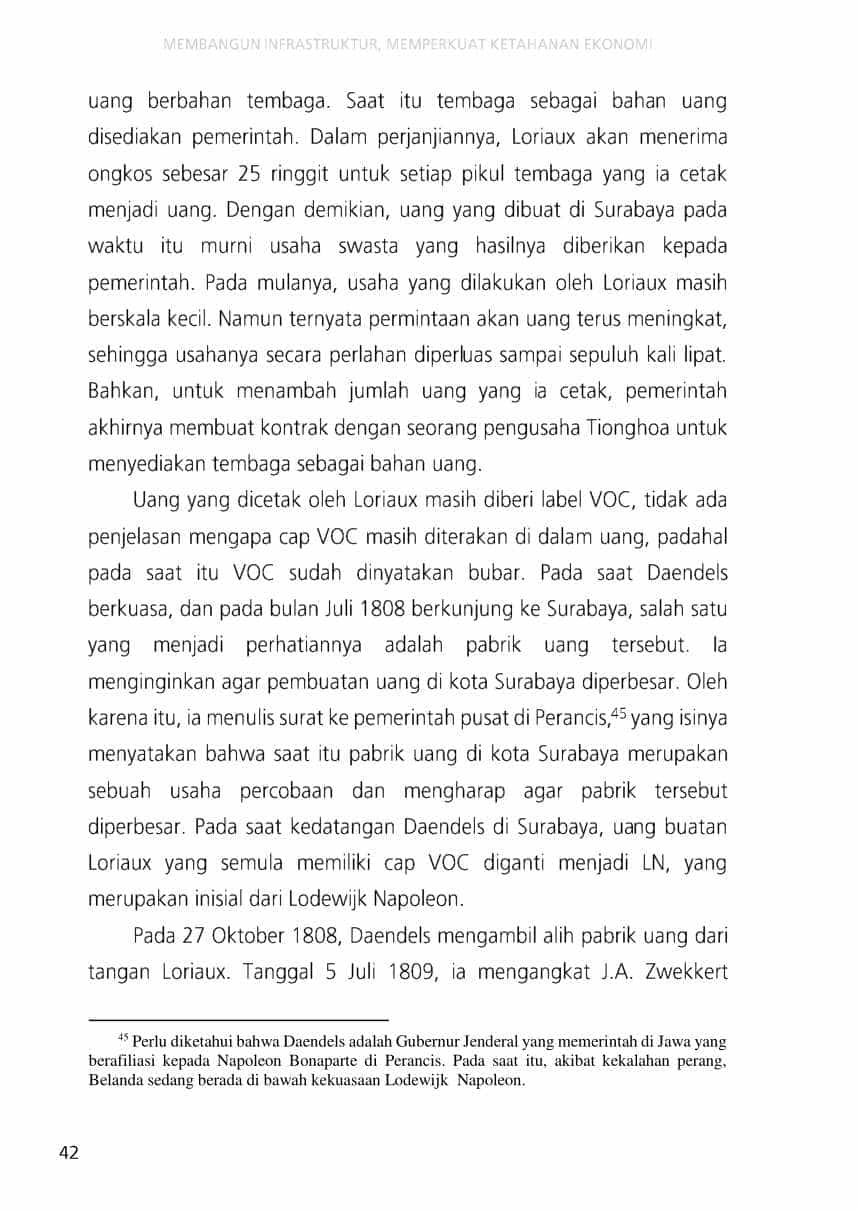 MEMBANGUN INFRASTRUKTUR, MEMPERKUAT KETAHANAN EKONOMI
uang berbahan tembaga. Saat itu tembaga sebagai bahan uang
disediakan pemerintah. Dalam perjanjiannya, Loriaux akan menerima
ongkos sebesar 25 ringgit untuk setiap pikul tembaga yang ia cetak
menjadi uang. Dengan demikian, uang yang dibuat di Surabaya pada
waktu itu murni usaha swasta yang hasilnya diberikan kepada
pemerintah. Pada mulanya, usaha yang dilakukan oleh Loriaux masih
berskala kecil. Namun ternyata permintaan akan uang terus meningkat,
sehingga usahanya secara perlahan diperluas sampai sepuluh kali lipat.
Bahkan, untuk menambah jumlah uang yang ia cetak, pemerintah
akhirnya membuat kontrak dengan seorang pengusaha Tionghoa untuk
menyediakan tembaga sebagai bahan uang.
Uang yang dicetak oleh Loriaux masih diberi label VOC, tidak ada
penjelasan mengapa cap VOC masih diterakan di dalam uang, padahal
pada saat itu VOC sudah dinyatakan bubar. Pada saat Daendels
berkuasa, dan pada bulan Juli 1808 berkunjung ke Surabaya, salah satu
yang menjadi perhatiannya adalah pabrik uang tersebut. Ia
menginginkan agar pembuatan uang di kota Surabaya diperbesar. Oleh
karena itu, ia menulis surat ke pemerintah pusat di Perancis,45 yang isinya
menyatakan bahwa saat itu pabrik uang di kota Surabaya merupakan
sebuah usaha percobaan dan mengharap agar pabrik tersebut
diperbesar. Pada saat kedatangan Daendels di Surabaya, uang buatan
Loriaux yang semula memiliki cap VOC diganti menjadi LN, yang
merupakan inisial dari Lodewijk Napoleon.
Pada 27 Oktober 1808, Daendels mengambil alih pabrik uang dari
tangan Loriaux. Tanggal 5 Juli 1809, ia mengangkat J.A. Zwekkert
45 Perlu diketahui bahwa Daendels adalah Gubernur Jenderal yang memerintah di Jawa yang
berafiliasi kepada Napoleon Bonaparte di Perancis. Pada saat itu, akibat kekalahan perang,
Belanda sedang berada di bawah kekuasaan Lodewijk Napoleon.
42